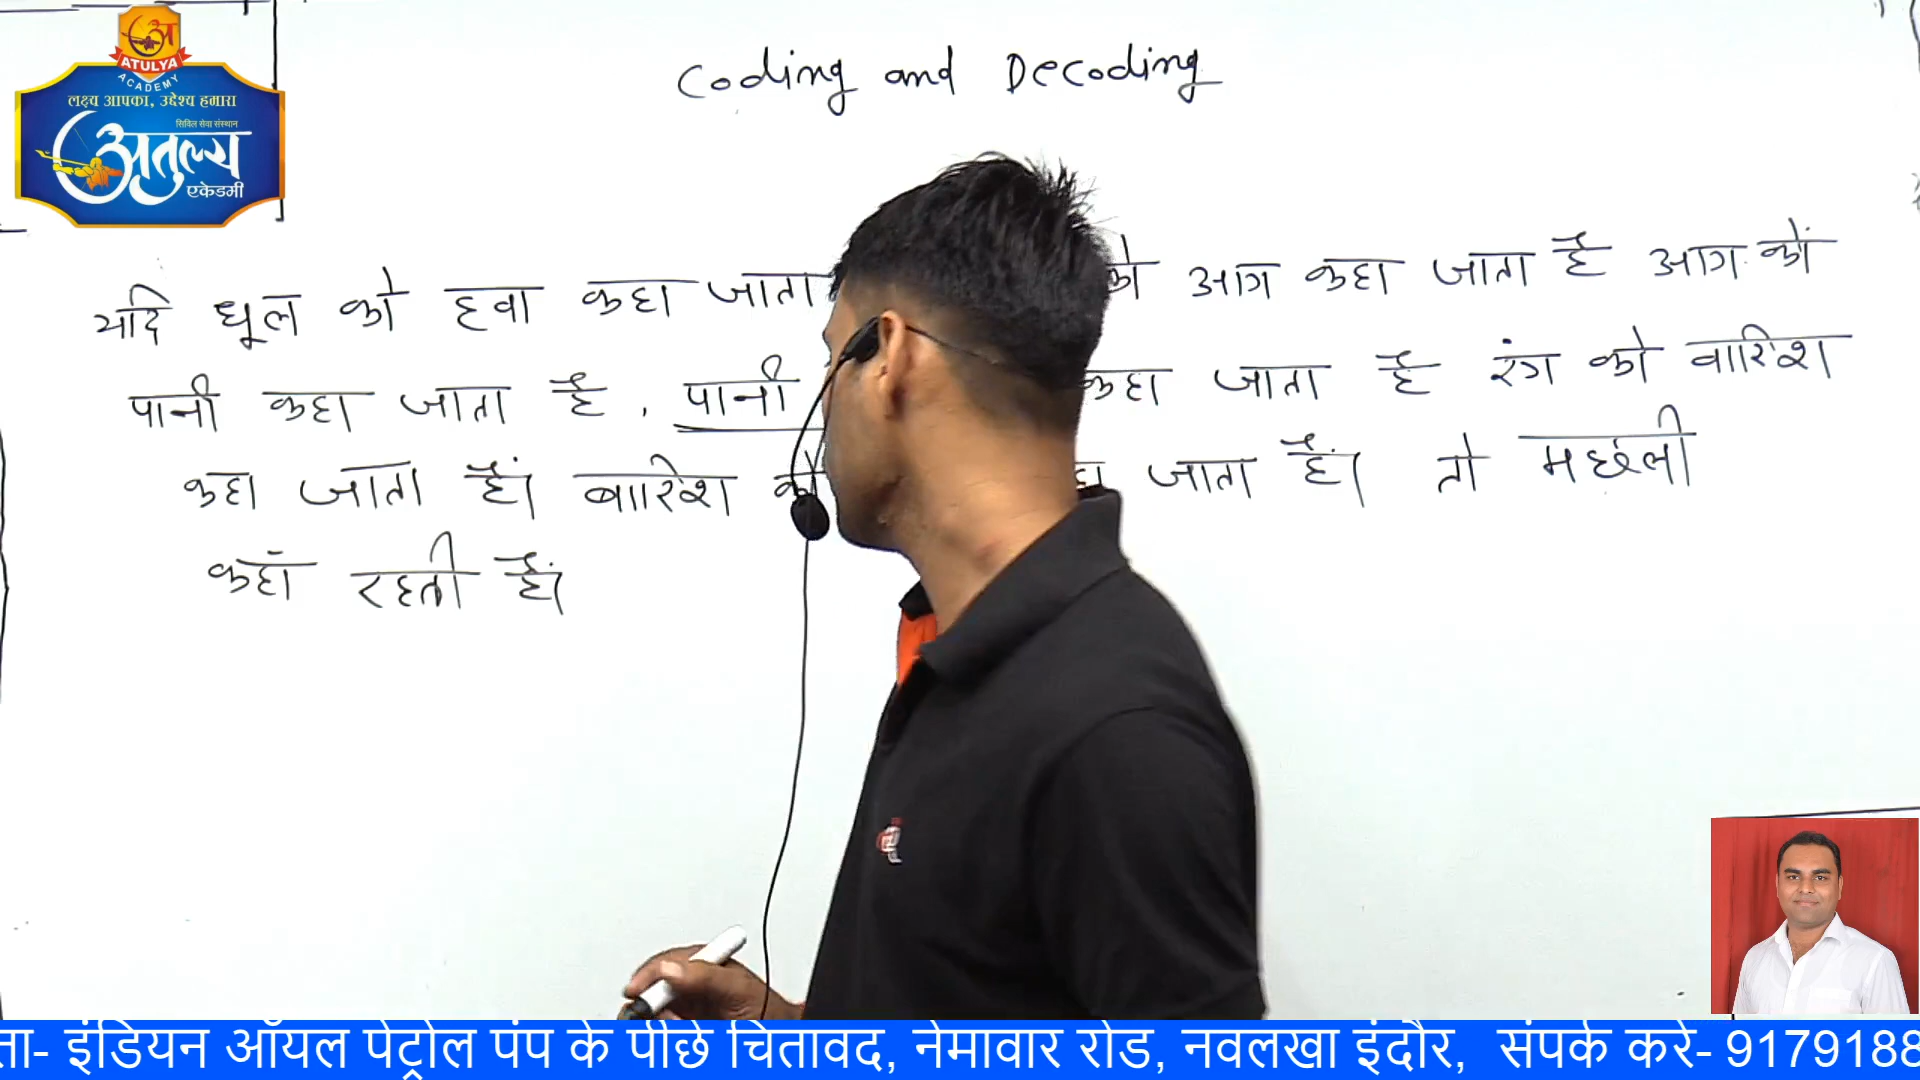 ATULYA
ACADEMY
लक्ष्य आपका, उद्देश्य हमारा
सिविल सेवा संस्थान
अतुल्य
एकेडमी
Coding and Decoding
यदि धूल को हवा कहा जाता को आग कहा जाता है आग को
पानी कहा जाता है, पानी कहा जाता है रंग को बारिश
कहा जाता हैं। बारिश को जाता हैं। तो मछली
कहाँ रहती हैं।
इंडियन ऑयल पेट्रोल पंप के पीछे चितावद, नेमावार रोड, नवलखा इंदौर, संपर्क करे- 9179188